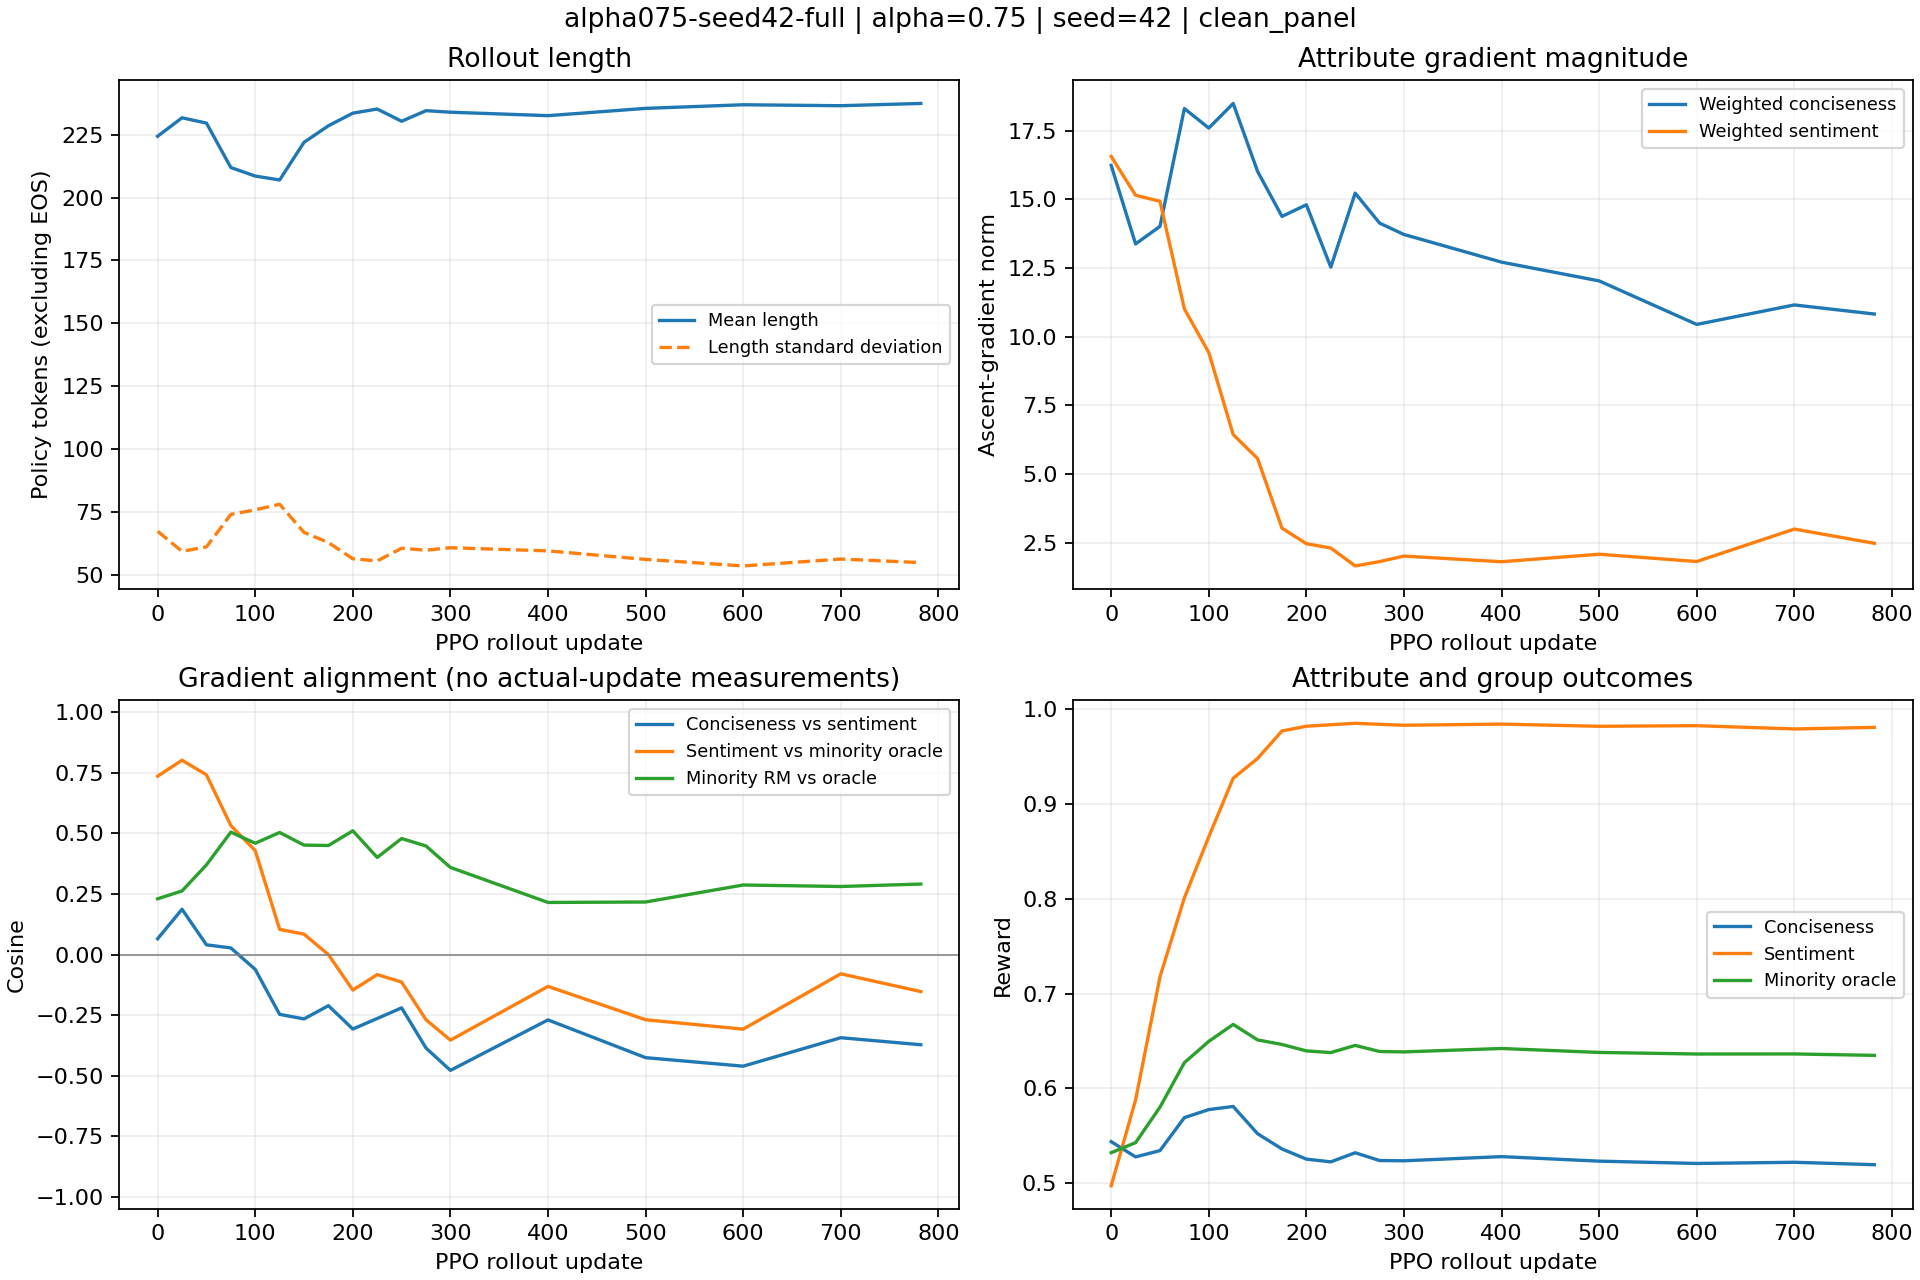 alpha075-seed42-full | alpha=0.75 | seed=42 | clean_panel
Rollout length
Policy tokens (excluding EOS)
225
200
175
150
125
100
75
50
Mean length
Length standard deviation
0 100 200 300 400 500 600 700 800
PPO rollout update
Attribute gradient magnitude
Ascent-gradient norm
17.5
15.0
12.5
10.0
7.5
5.0
2.5
Weighted conciseness
Weighted sentiment
0 100 200 300 400 500 600 700 800
PPO rollout update
Gradient alignment (no actual-update measurements)
Cosine
1.00
0.75
0.50
0.25
0.00
−0.25
−0.50
−0.75
−1.00
Conciseness vs sentiment
Sentiment vs minority oracle
Minority RM vs oracle
0 100 200 300 400 500 600 700 800
PPO rollout update
Attribute and group outcomes
Reward
1.0
0.9
0.8
0.7
0.6
0.5
Conciseness
Sentiment
Minority oracle
0 100 200 300 400 500 600 700 800
PPO rollout update